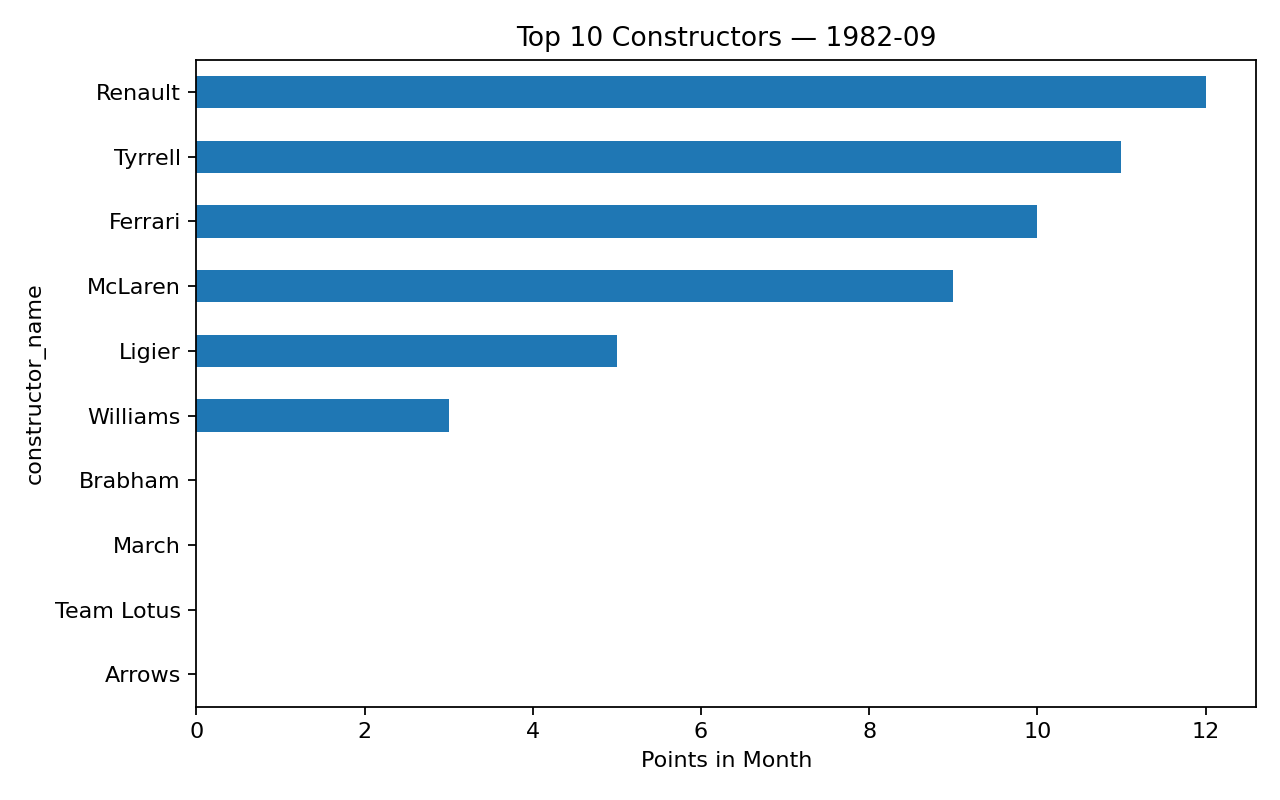 Top 10 Constructors — 1982-09
Renault
Tyrrell
Ferrari
McLaren
Ligier
Williams
Brabham
March
Team Lotus
Arrows
constructor_name
0 2 4 6 8 10 12
Points in Month